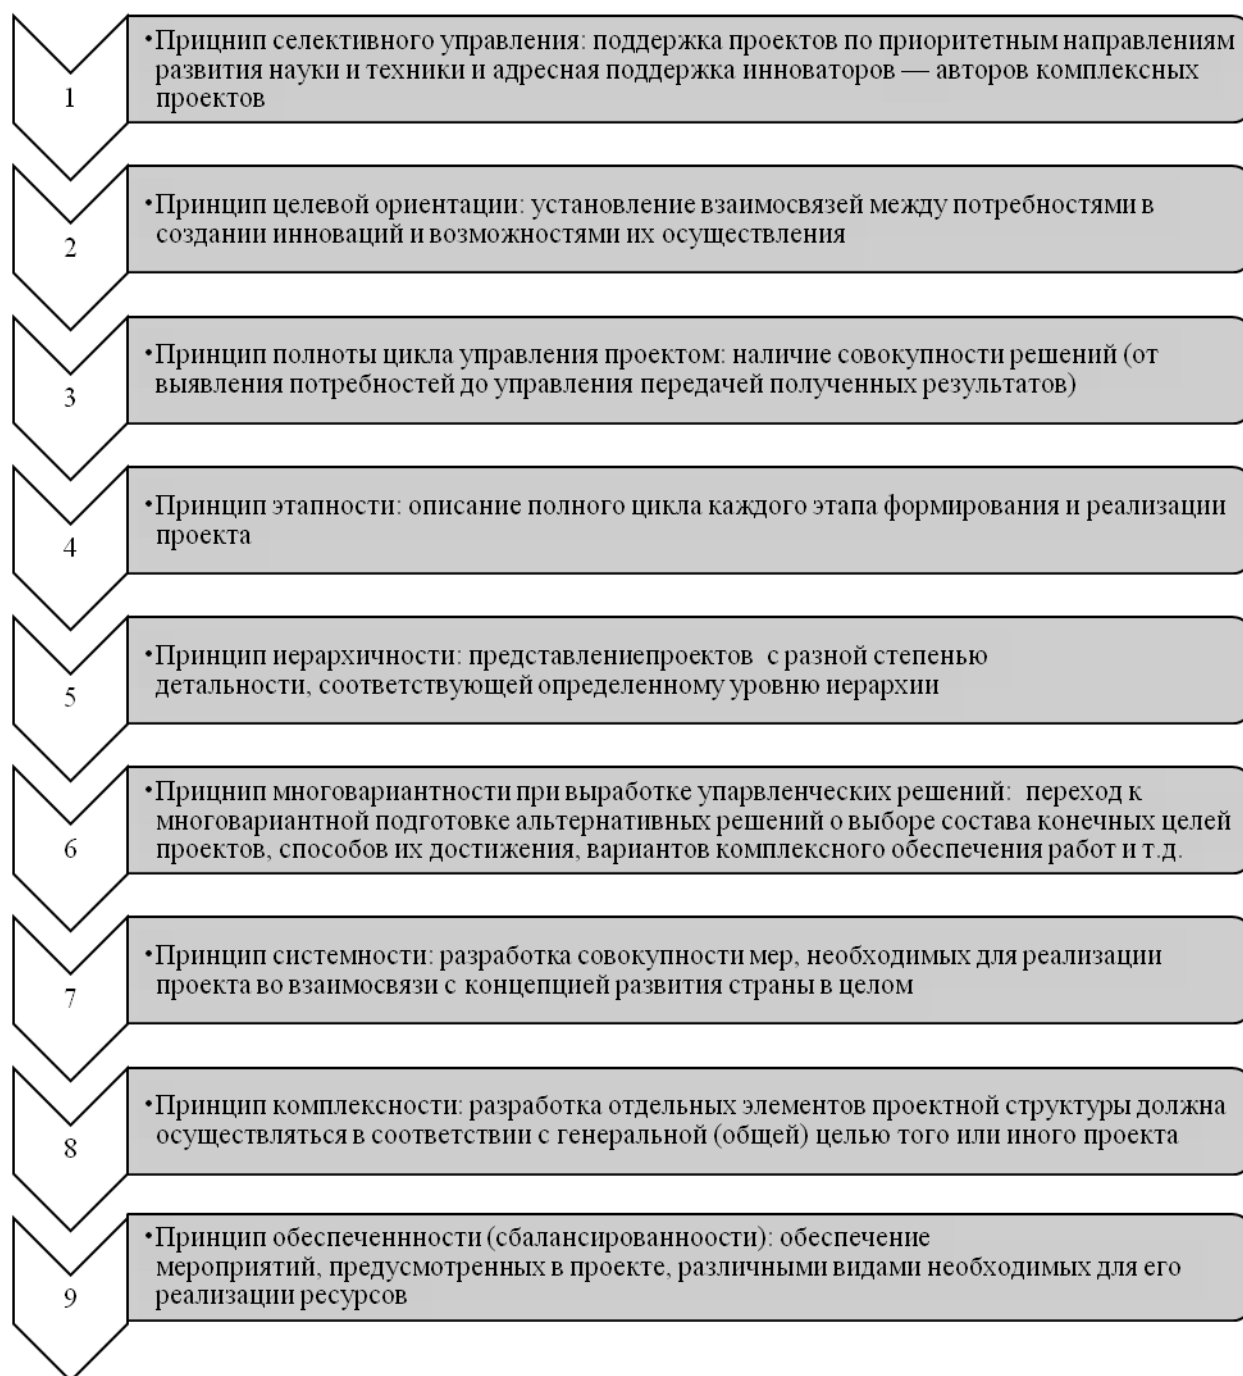 1
•Прицнип селективного управления: поддержка проектов по приоритетным направлениям
развития науки и техники и адресная поддержка инноваторов — авторов комплексных
проектов
2
•Принцип целевой ориентации: установление взаимосвязей между потребностями в
создании инноваций и возможностями их осуществления
3
•Принцип полноты цикла управления проектом: наличие совокупности решений (от
выявления потребностей до управления передачей полученных результатов)
4
•Принцип этапности: описание полного цикла каждого этапа формирования и реализации
проекта
5
•Принцип иерархичности: представлениепроектов с разной степенью
детальности, соответствующей определенному уровню иерархии
6
•Прицнип многовариантности при выработке упарвленческих решений: переход к
многовариантной подготовке альтернативных решений о выборе состава конечных целей
проектов, способов их достижения, вариантов комплексного обеспечения работ и т.д.
7
•Принцип системности: разработка совокупности мер, необходимых для реализации
проекта во взаимосвязи с концепцией развития страны в целом
8
•Принцип комплексности: разработка отдельных элементов проектной структуры должна
осуществляться в соответствии с генеральной (общей) целью того или иного проекта
9
•Принцип обеспеченнности (сбалансированноости): обеспечение
мероприятий, предусмотренных в проекте, различными видами необходимых для его
реализации ресурсов